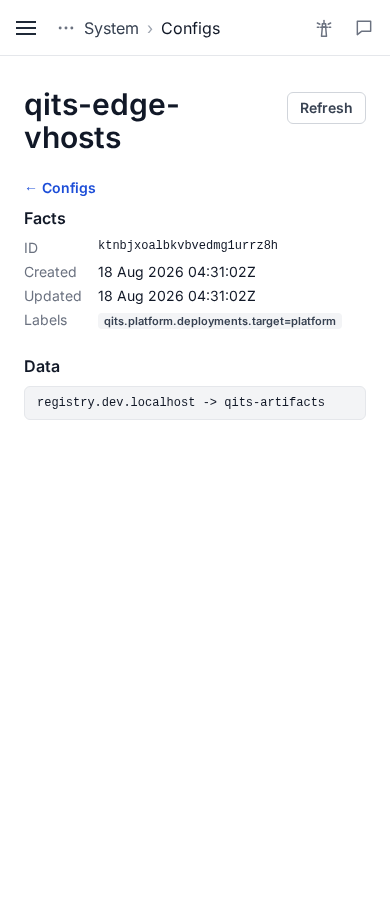 System › Configs
qits-edge-
vhosts
Refresh
← Configs
Facts
ID ktnbjxoalbkvbvedmg1urrz8h
Created 18 Aug 2026 04:31:02Z
Updated 18 Aug 2026 04:31:02Z
Labels qits.platform.deployments.target=platform
Data
registry.dev.localhost -> qits-artifacts